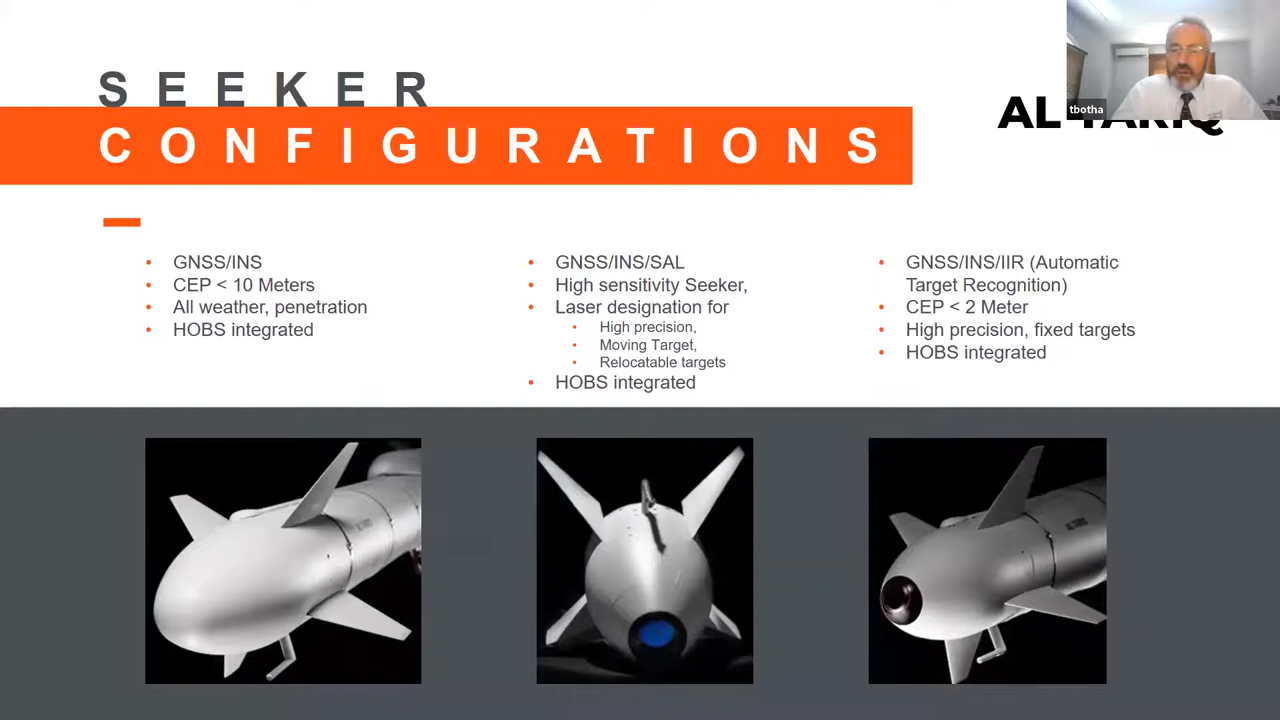 SEEKER
CONFIGURATIONS
AL TARIQ
tbotha
• GNSS/INS
• CEP < 10 Meters
• All weather, penetration
• HOBS integrated
• GNSS/INS/SAL
• High sensitivity Seeker,
• Laser designation for
• High precision,
• Moving Target,
• Relocatable targets
• HOBS integrated
• GNSS/INS/IIR (Automatic
Target Recognition)
• CEP < 2 Meter
• High precision, fixed targets
• HOBS integrated